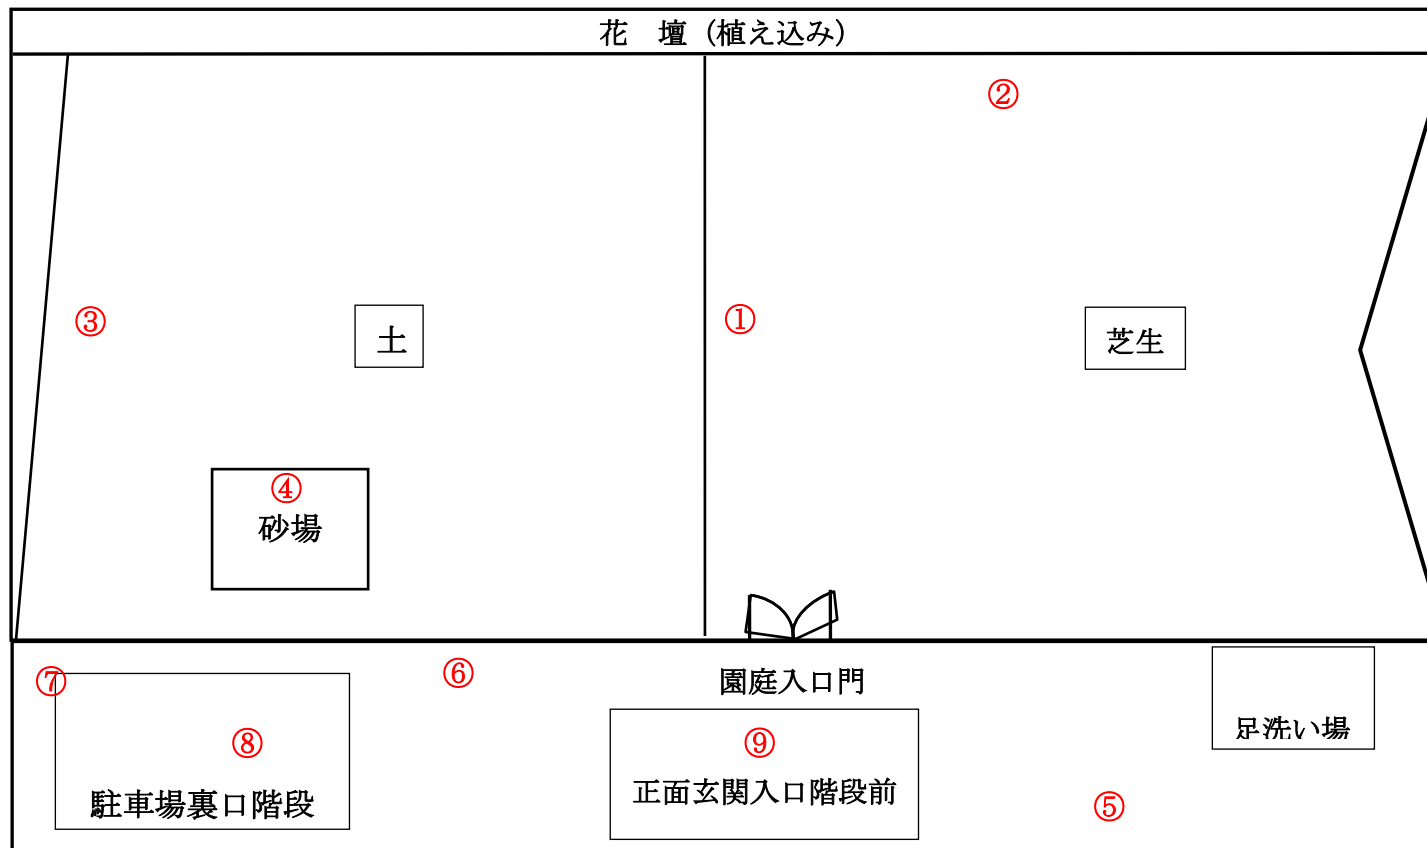 花　壇（植え込み）
②
③
①
土
芝生
④
砂場
⑥
⑦
園庭入口門
⑧
⑨
足洗い場
駐車場裏口階段
正面玄関入口階段前
⑤